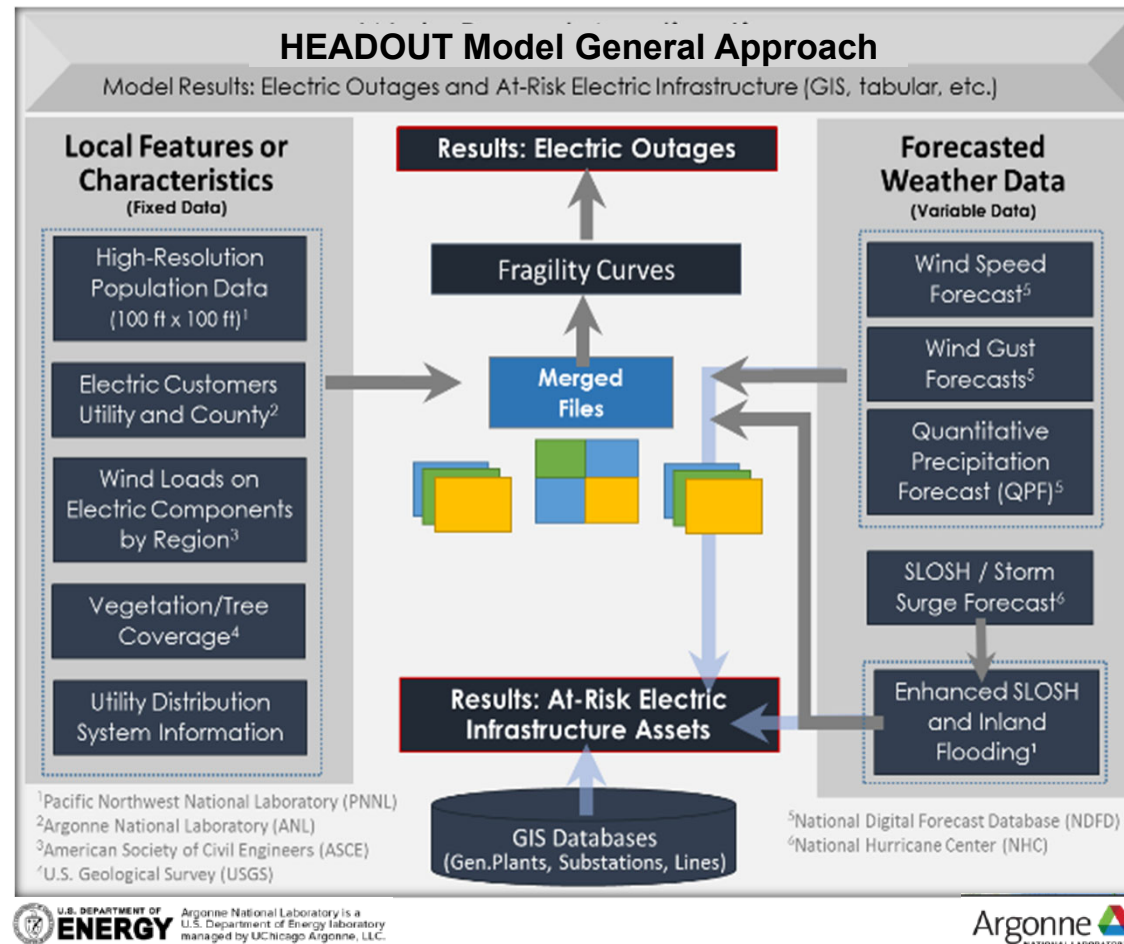 HEADOUT Model General Approach
Model Results: Electric Outages and At-Risk Electric Infrastructure (GIS, tabular, etc.)
Local Features or
Characteristics
(Fixed Data)
High-Resolution
Population Data
(100 ft x 100 ft)¹
Electric Customers
Utility and County²
Wind Loads on
Electric Components
by Region³
Vegetation/Tree
Coverage⁴
Utility Distribution
System Information
¹Pacific Northwest National Laboratory (PNNL)
²Argonne National Laboratory (ANL)
³American Society of Civil Engineers (ASCE)
⁴U.S. Geological Survey (USGS)
Results: Electric Outages
Fragility Curves
Merged
Files
Results: At-Risk Electric
Infrastructure Assets
GIS Databases
(Gen.Plants, Substations, Lines)
Forecasted
Weather Data
(Variable Data)
Wind Speed
Forecast⁵
Wind Gust
Forecasts⁵
Quantitative
Precipitation
Forecast (QPF)⁵
SLOSH / Storm
Surge Forecast⁶
Enhanced SLOSH
and Inland
Flooding¹
⁵National Digital Forecast Database (NDFD)
⁶National Hurricane Center (NHC)
U.S. DEPARTMENT OF
ENERGY
Argonne National Laboratory is a
U.S. Department of Energy laboratory
managed by UChicago Argonne, LLC.
Argonne